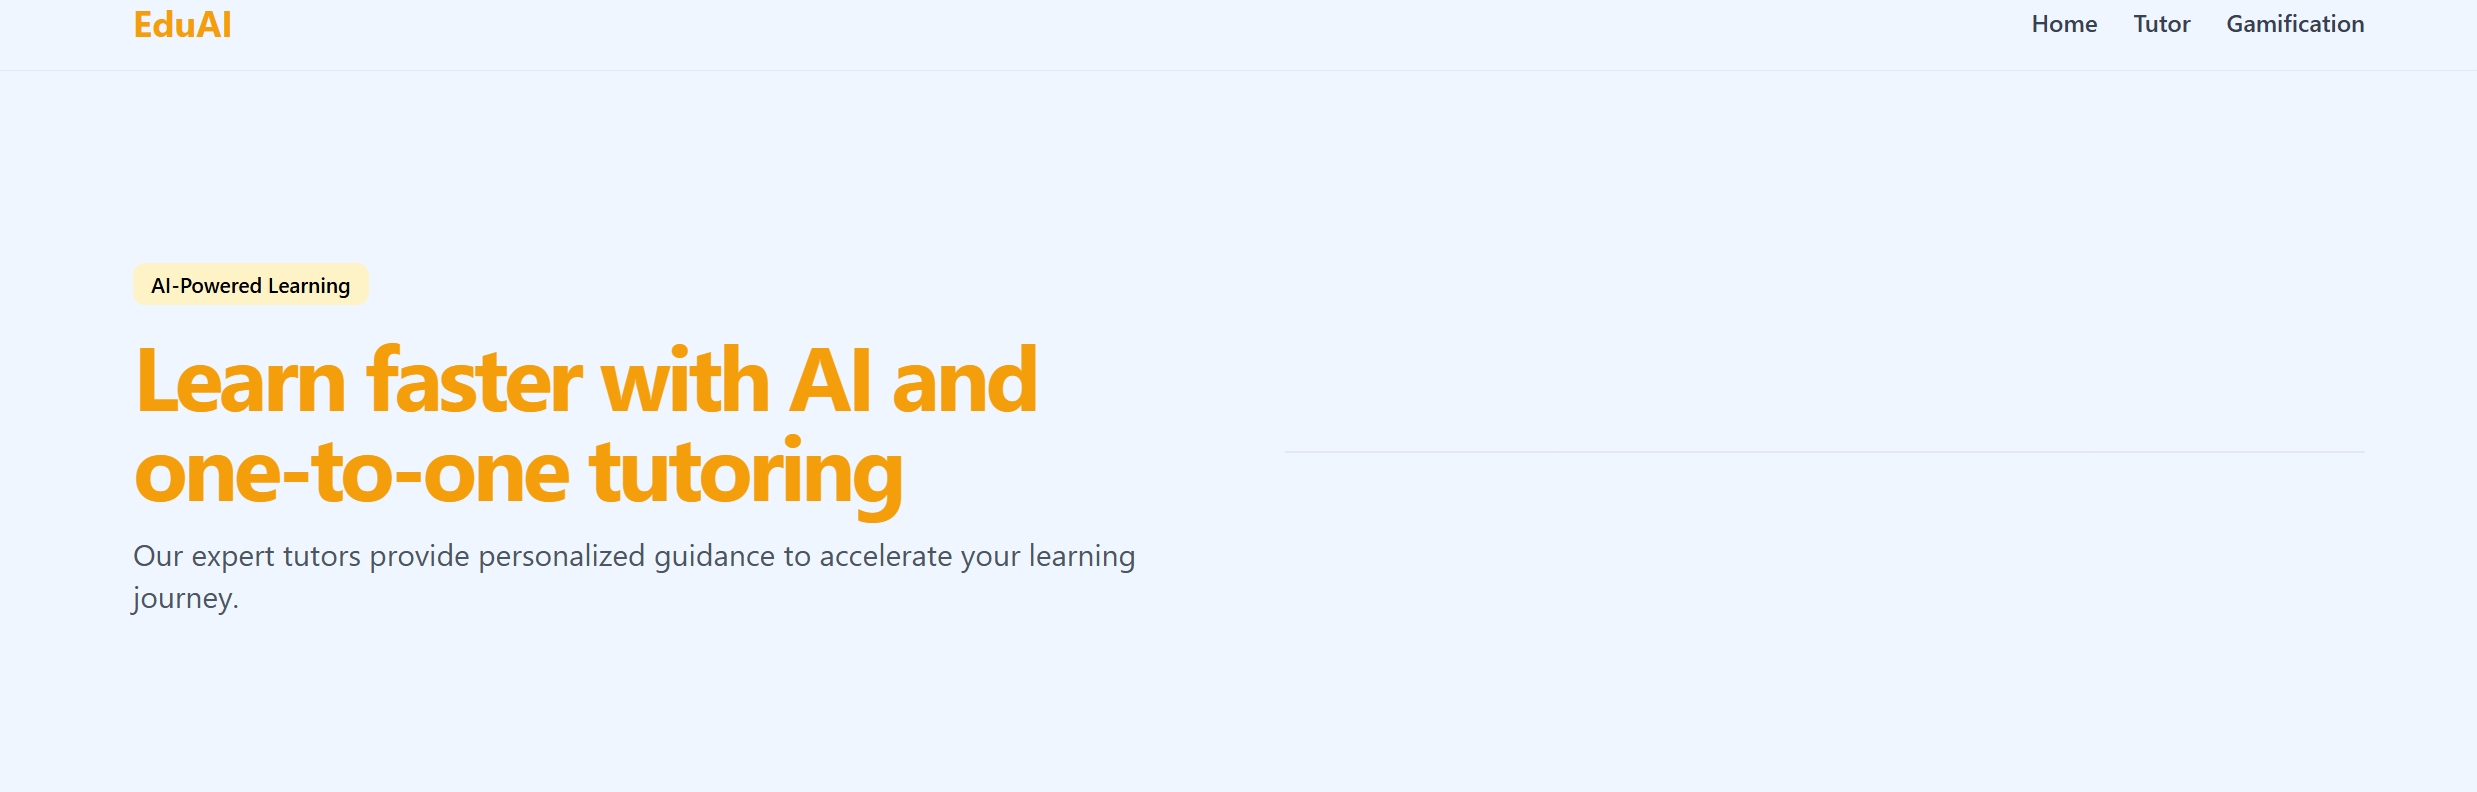 EduAI
Home Tutor Gamification
AI-Powered Learning
Learn faster with AI and
one-to-one tutoring
Our expert tutors provide personalized guidance to accelerate your learning
journey.